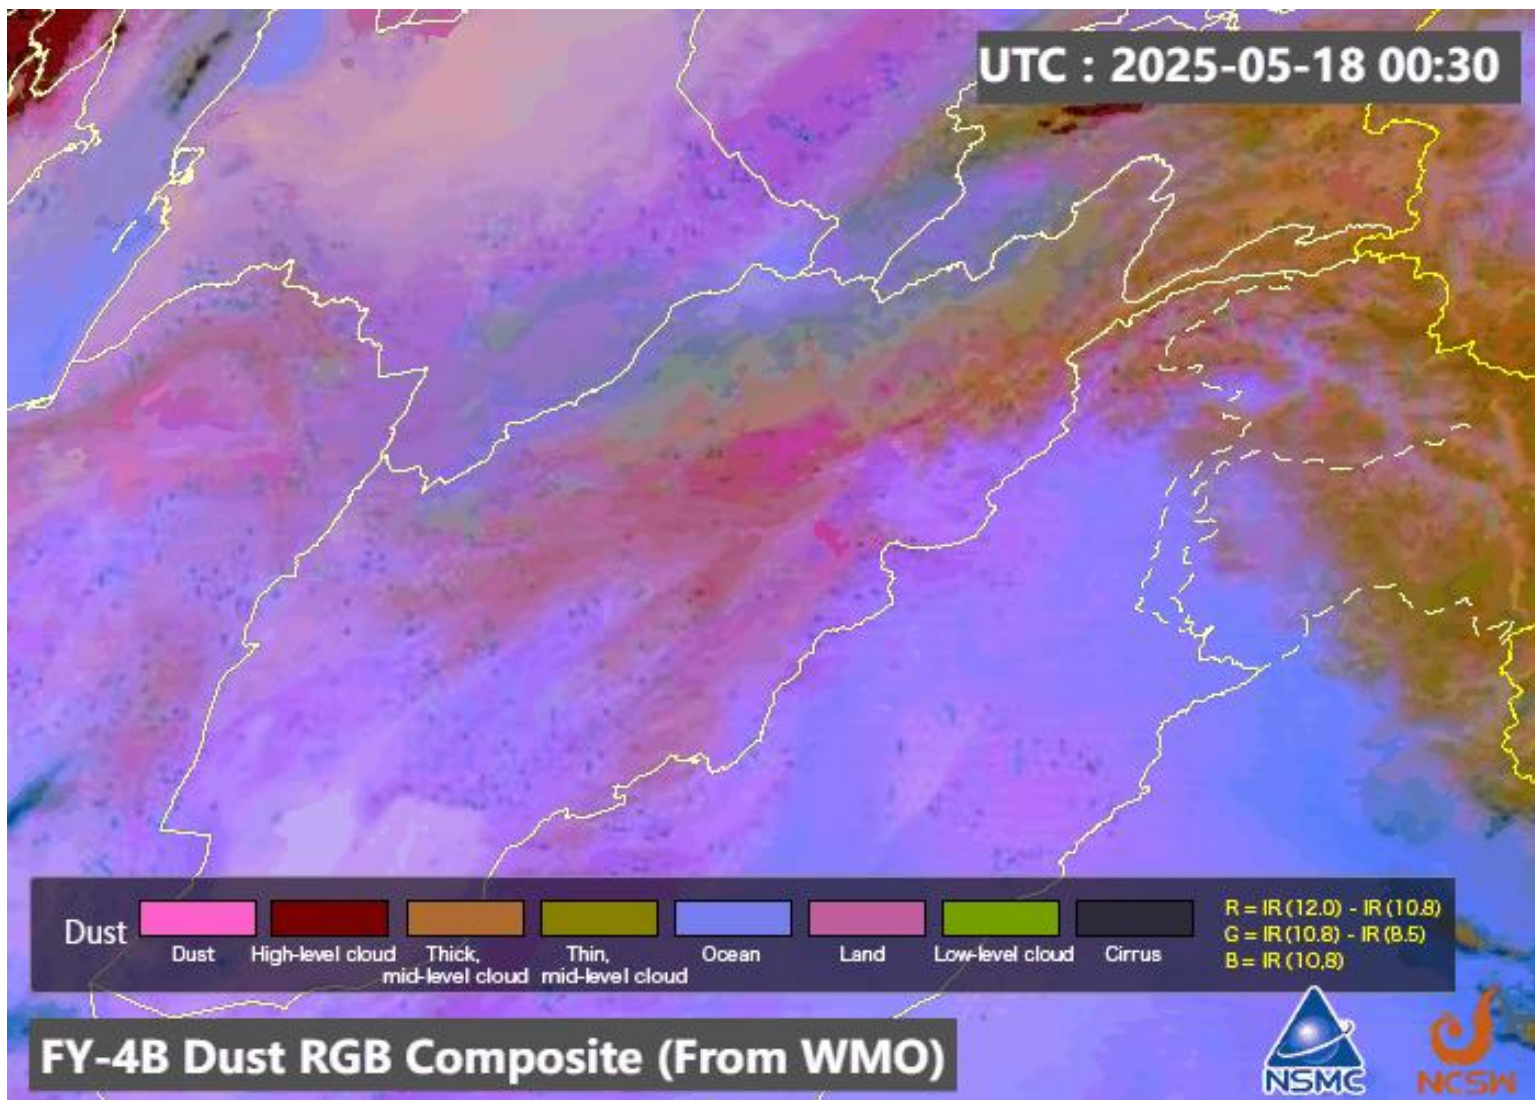 UTC : 2025-05-18 00:30
Dust
Dust
High-level cloud
Thick,
mid-level cloud
Thin,
mid-level cloud
Ocean
Land
Low-level cloud
Cirrus
R = IR (12.0) - IR (10.8)
G = IR (10.8) - IR (8.5)
B = IR (10,8)
FY-4B Dust RGB Composite (From WMO)
NSMC
NCSW